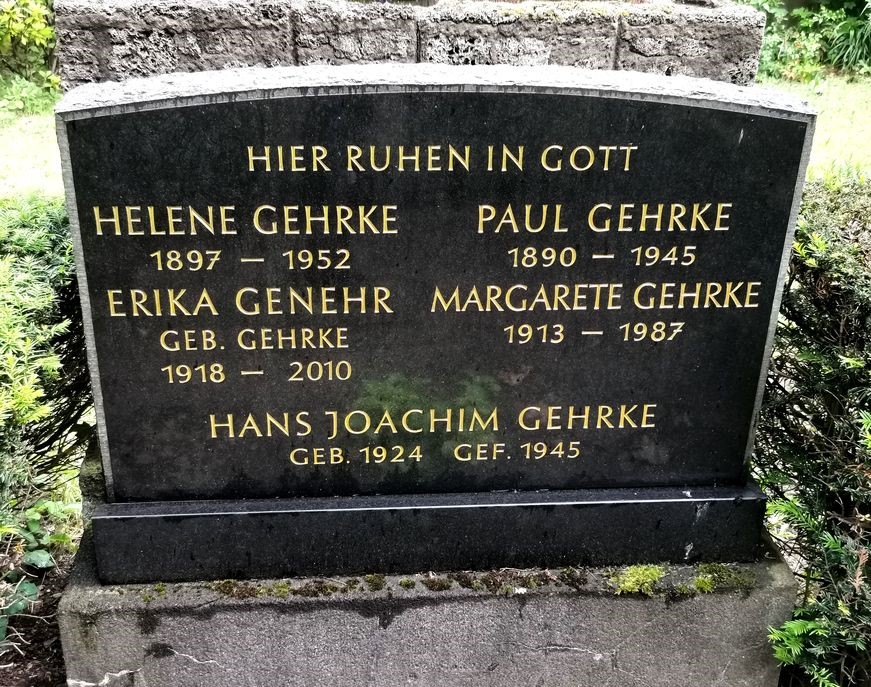 HIER RUHEN IN GOTT
HELENE GEHRKE
1897 — 1952
PAUL GEHRKE
1890 — 1945
ERIKA GENEHR
GEB. GEHRKE
1918 — 2010
MARGARETE GEHRKE
1913 — 1987
HANS JOACHIM GEHRKE
GEB. 1924 GEF. 1945